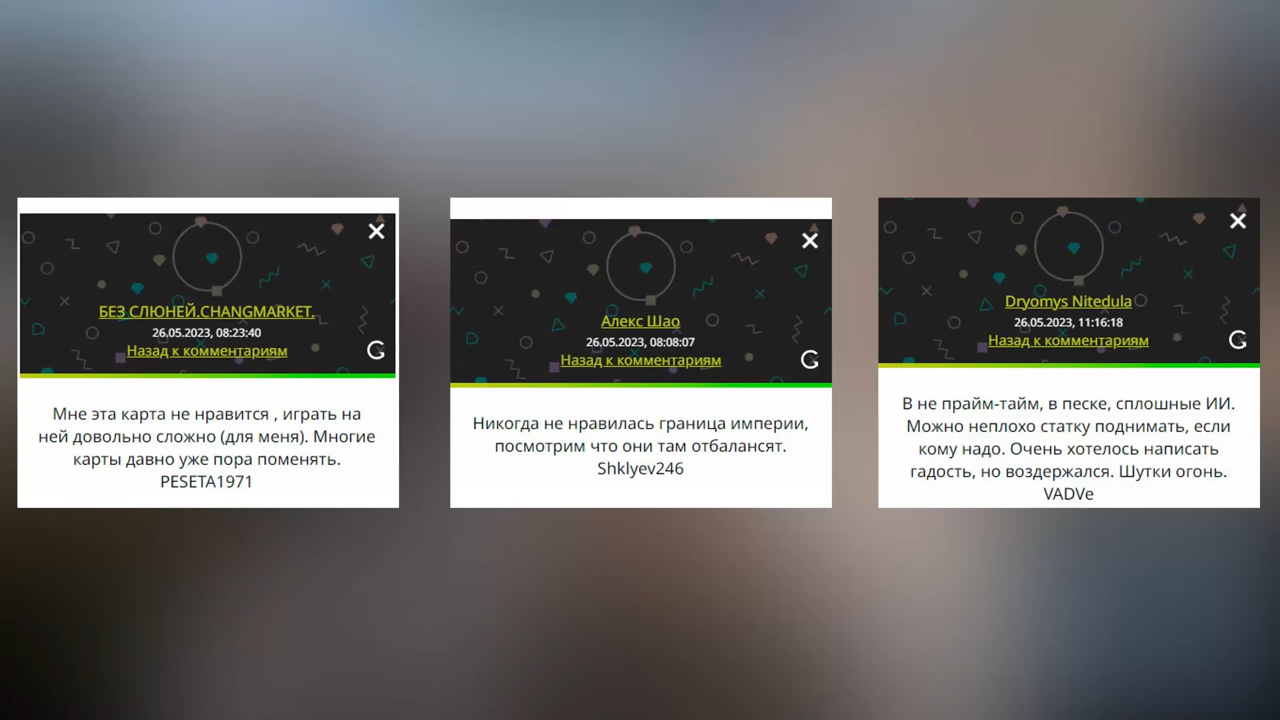 БЕЗ СЛЮНЕЙ.CHANGMARKET.
26.05.2023, 08:23:40
Назад к комментариям
Мне эта карта не нравится , играть на
ней довольно сложно (для меня). Многие
карты давно уже пора поменять.
PESETA1971
Алекс Шао
26.05.2023, 08:08:07
Назад к комментариям
Никогда не нравилась граница империи,
посмотрим что они там отбалансят.
Shklyev246
Dryomys Nitedula
26.05.2023, 11:16:18
Назад к комментариям
В не прайм-тайм, в песке, сплошные ИИ.
Можно неплохо статку поднимать, если
кому надо. Очень хотелось написать
гадость, но воздержался. Шутки огонь.
VADVe